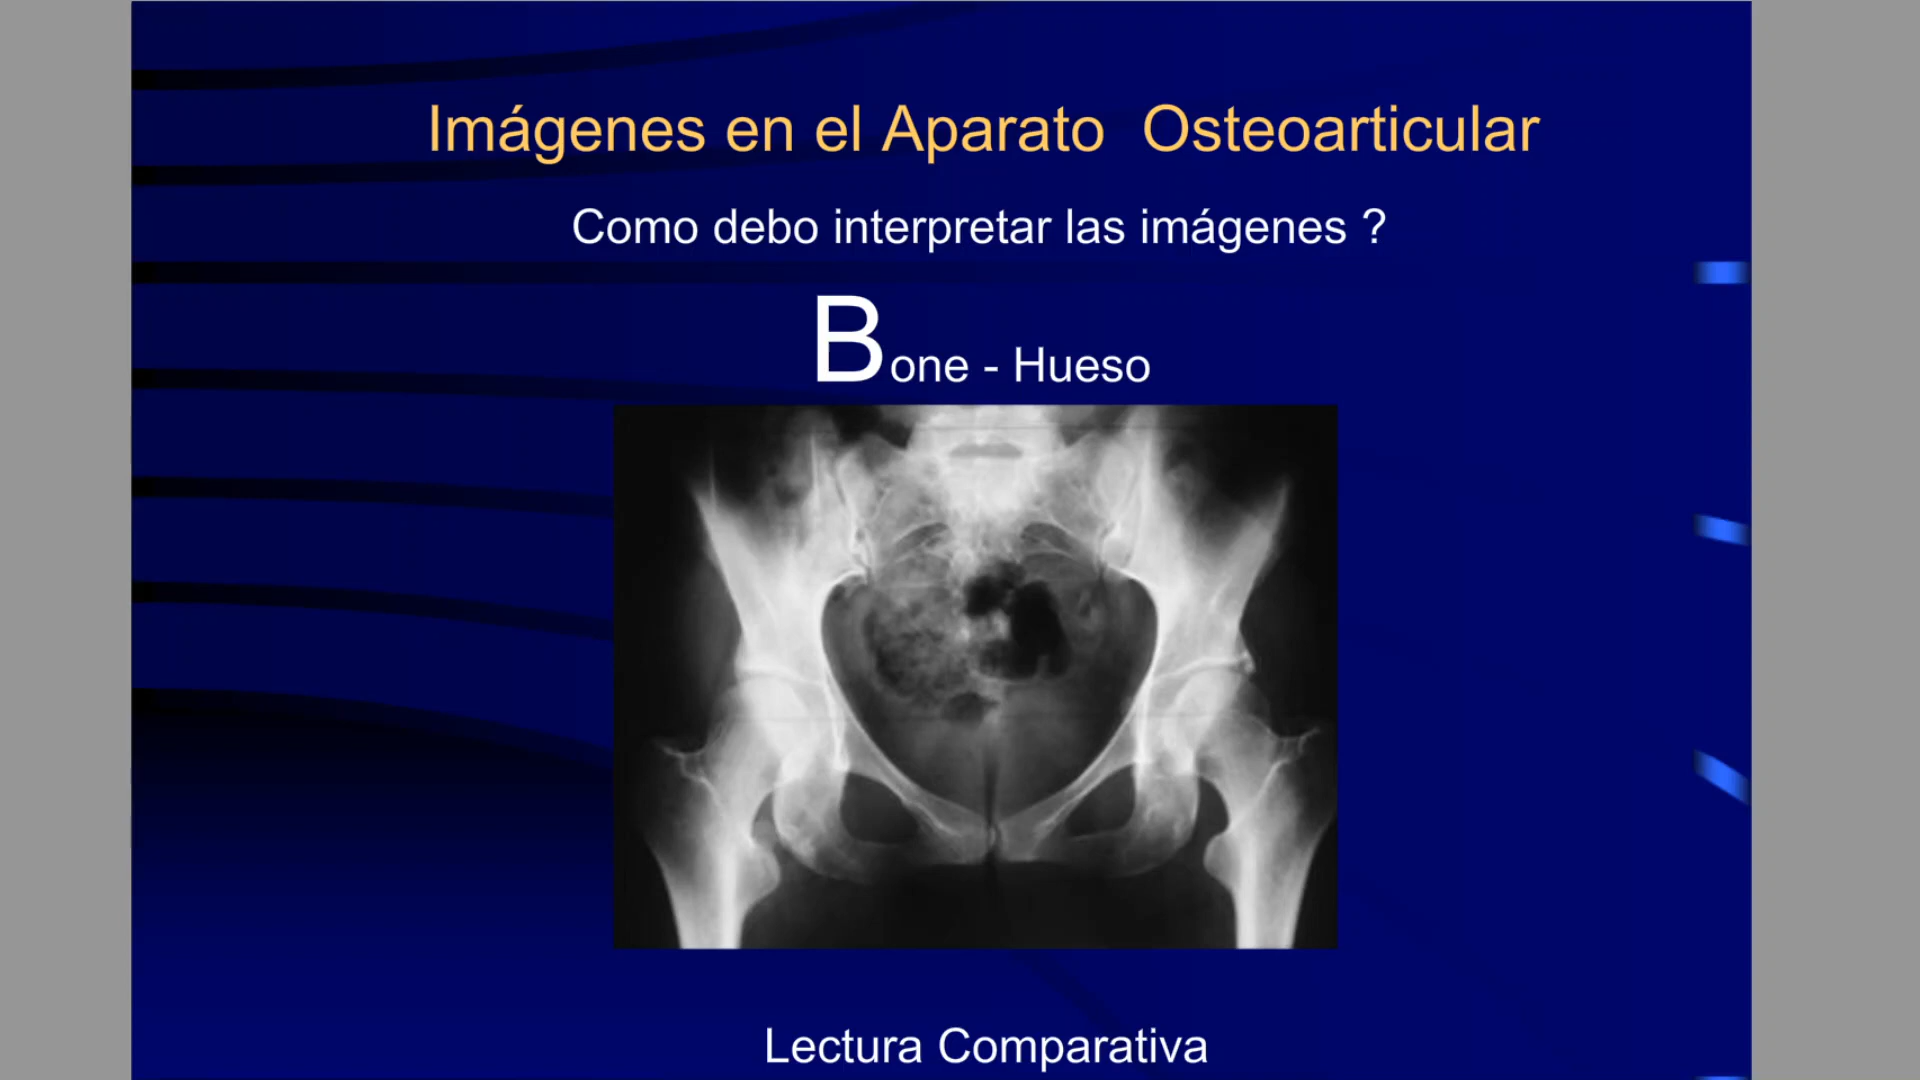 Imágenes en el Aparato Osteoarticular
Como debo interpretar las imágenes ?
Bone - Hueso
Lectura Comparativa